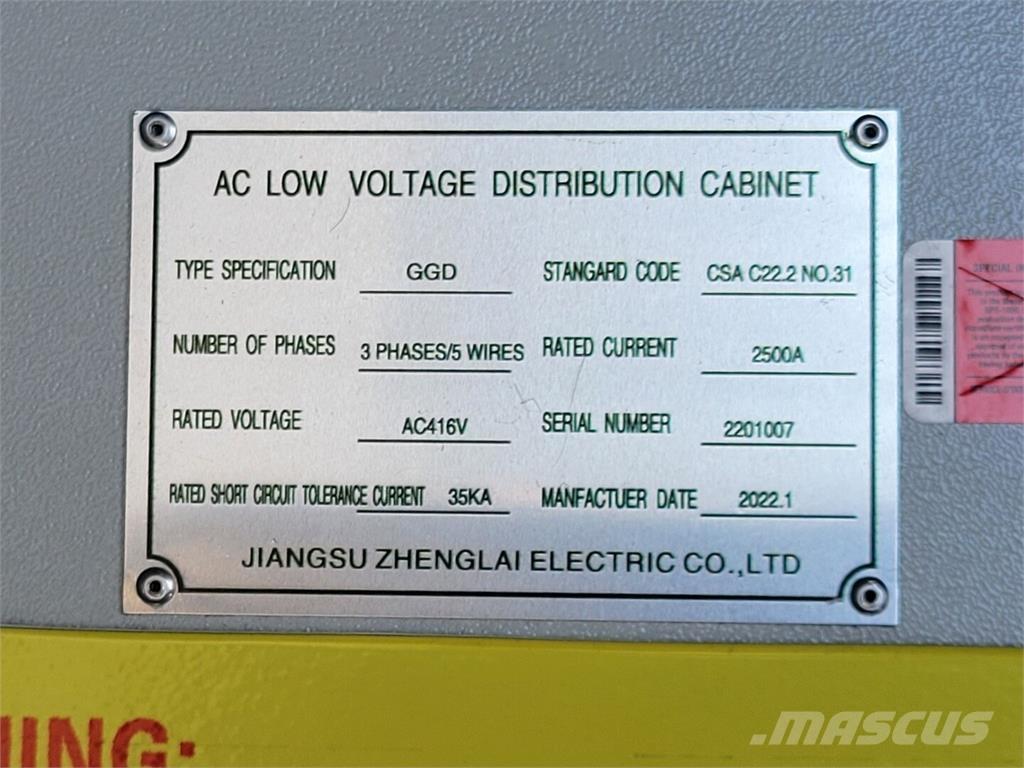 AC LOW VOLTAGE DISTRIBUTION CABINET
TYPE SPECIFICATION GGD STANGARD CODE CSA C22.2 NO.31
NUMBER OF PHASES 3 PHASES/5 WIRES RATED CURRENT 2500A
RATED VOLTAGE AC416V SERIAL NUMBER 2201007
RATED SHORT CIRCUIT TOLERANCE CURRENT 35KA MANFACTUER DATE 2022.1
JIANGSU ZHENGLAI ELECTRIC CO.,LTD
SPECIAL
NING:
MASCUS